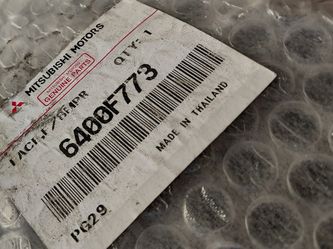 MITSUBISHI MOTORS
GENUINE PARTS
QTY: 1
6400F773
MADE IN THAILAND
PG29